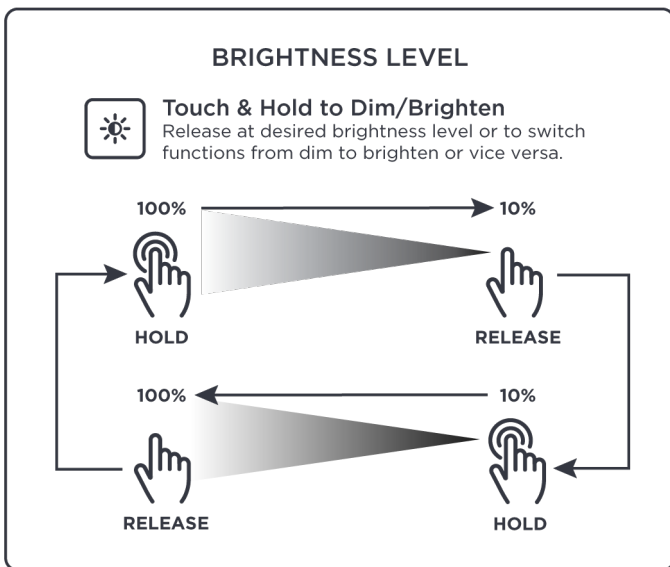 BRIGHTNESS LEVEL
Touch & Hold to Dim/Brighten
Release at desired brightness level or to switch
functions from dim to brighten or vice versa.
100% 10%
HOLD RELEASE
100% 10%
RELEASE HOLD